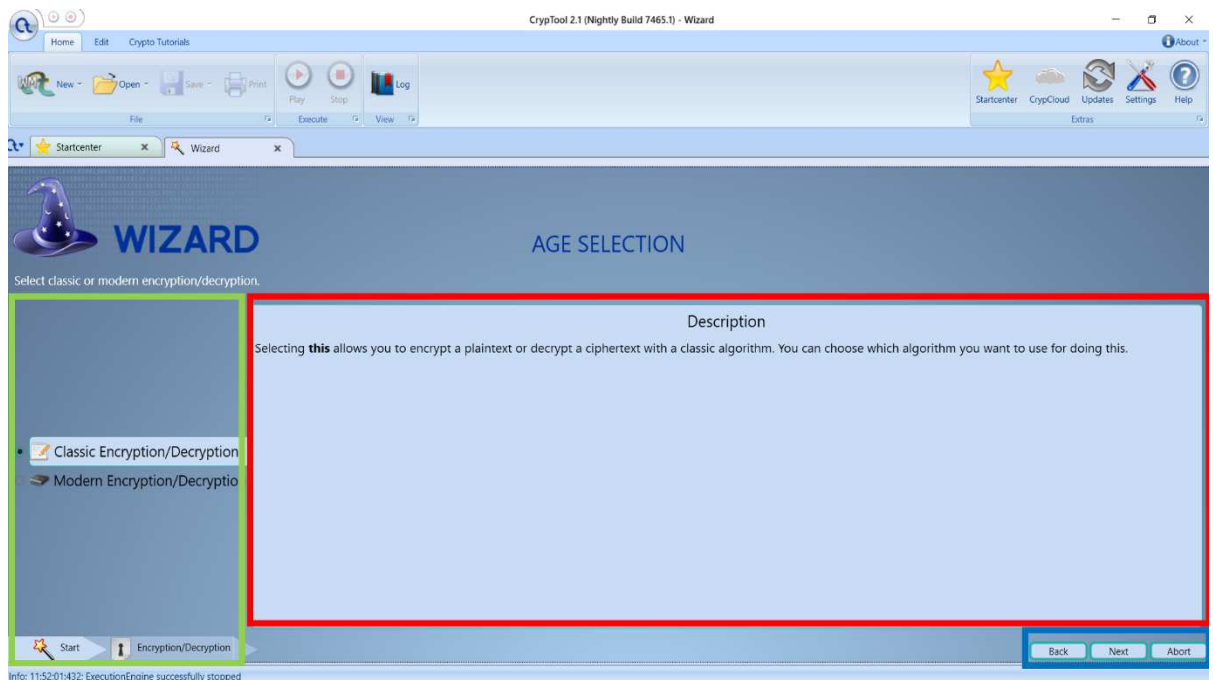 CrypTool 2.1 (Nightly Build 7465.1) - Wizard
Home Edit Crypto Tutorials About
New Open Save Print Play Stop Log Startcenter CrypCloud Updates Settings Help
File Execute View Extras
Startcenter Wizard
WIZARD
AGE SELECTION
Select classic or modern encryption/decryption.
Description
Selecting this allows you to encrypt a plaintext or decrypt a ciphertext with a classic algorithm. You can choose which algorithm you want to use for doing this.
Classic Encryption/Decryption
Modern Encryption/Decryptio
Start Encryption/Decryption
Back Next Abort
Info: 11:52:01:432: ExecutionEngine successfully stopped